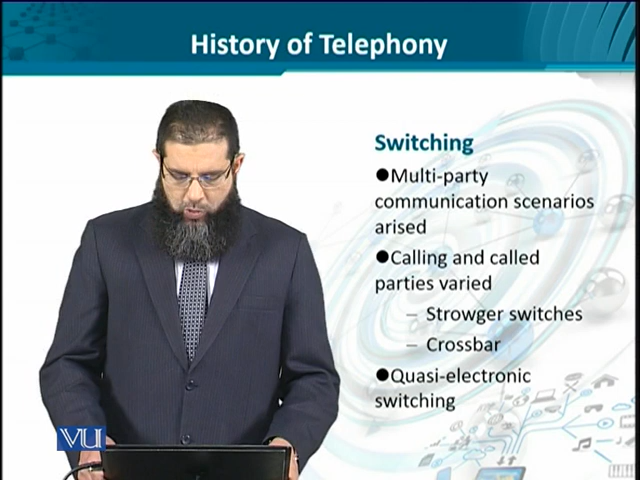 History of Telephony
Switching
●Multi-party
communication scenarios
arised
●Calling and called
parties varied
– Strowger switches
– Crossbar
●Quasi-electronic
switching
VU